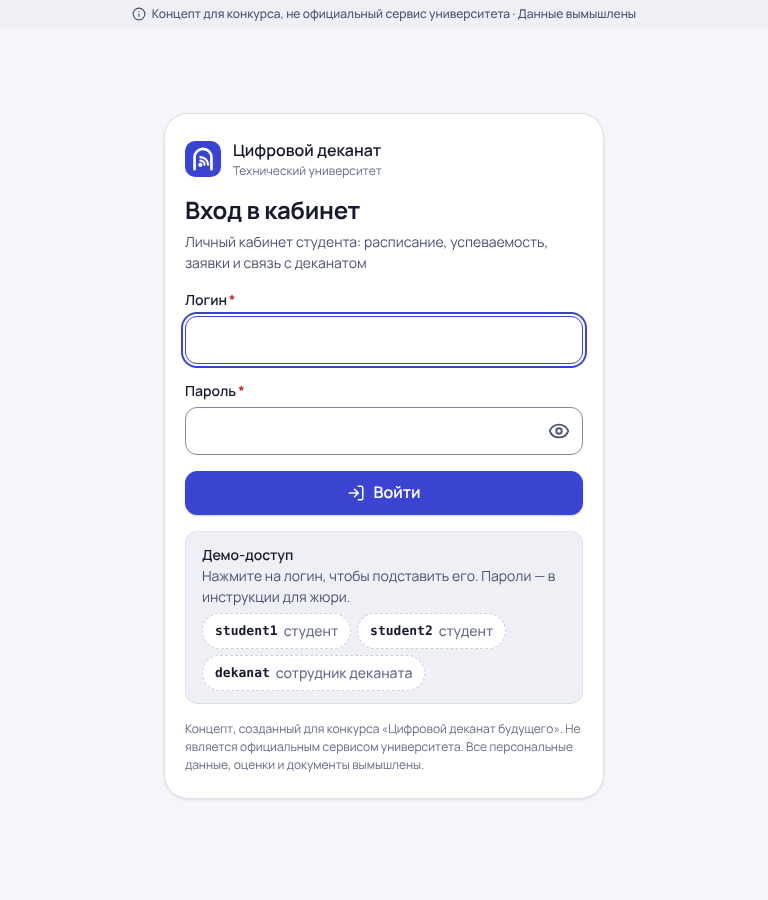 Концепт для конкурса, не официальный сервис университета · Данные вымышлены
Цифровой деканат
Технический университет
Вход в кабинет
Личный кабинет студента: расписание, успеваемость,
заявки и связь с деканатом
Логин *
Пароль *
Войти
Демо-доступ
Нажмите на логин, чтобы подставить его. Пароли — в
инструкции для жюри.
student1 студент
student2 студент
dekanat сотрудник деканата
Концепт, созданный для конкурса «Цифровой деканат будущего». Не
является официальным сервисом университета. Все персональные
данные, оценки и документы вымышлены.